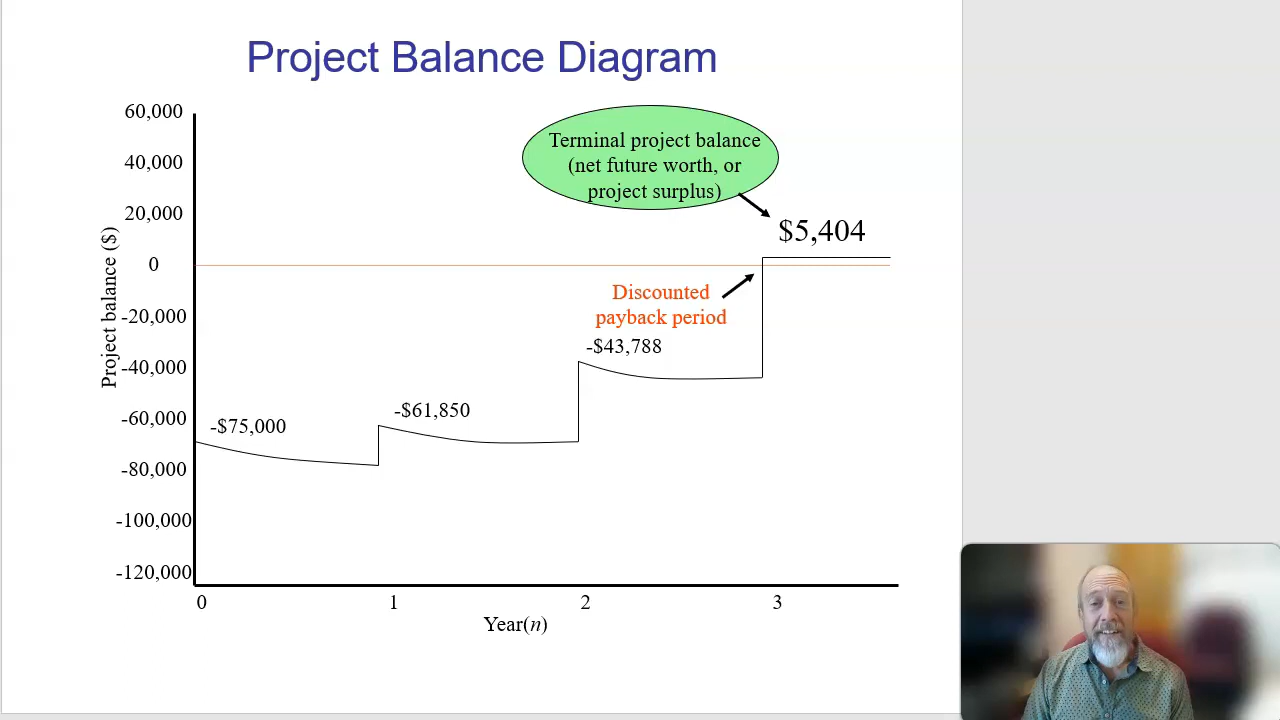 Project Balance Diagram
60,000
40,000
20,000
0
-20,000
-40,000
-60,000
-80,000
-100,000
-120,000
Project balance ($)
Terminal project balance
(net future worth, or
project surplus)
$5,404
Discounted
payback period
-$43,788
-$61,850
-$75,000
0
1
2
3
Year(n)